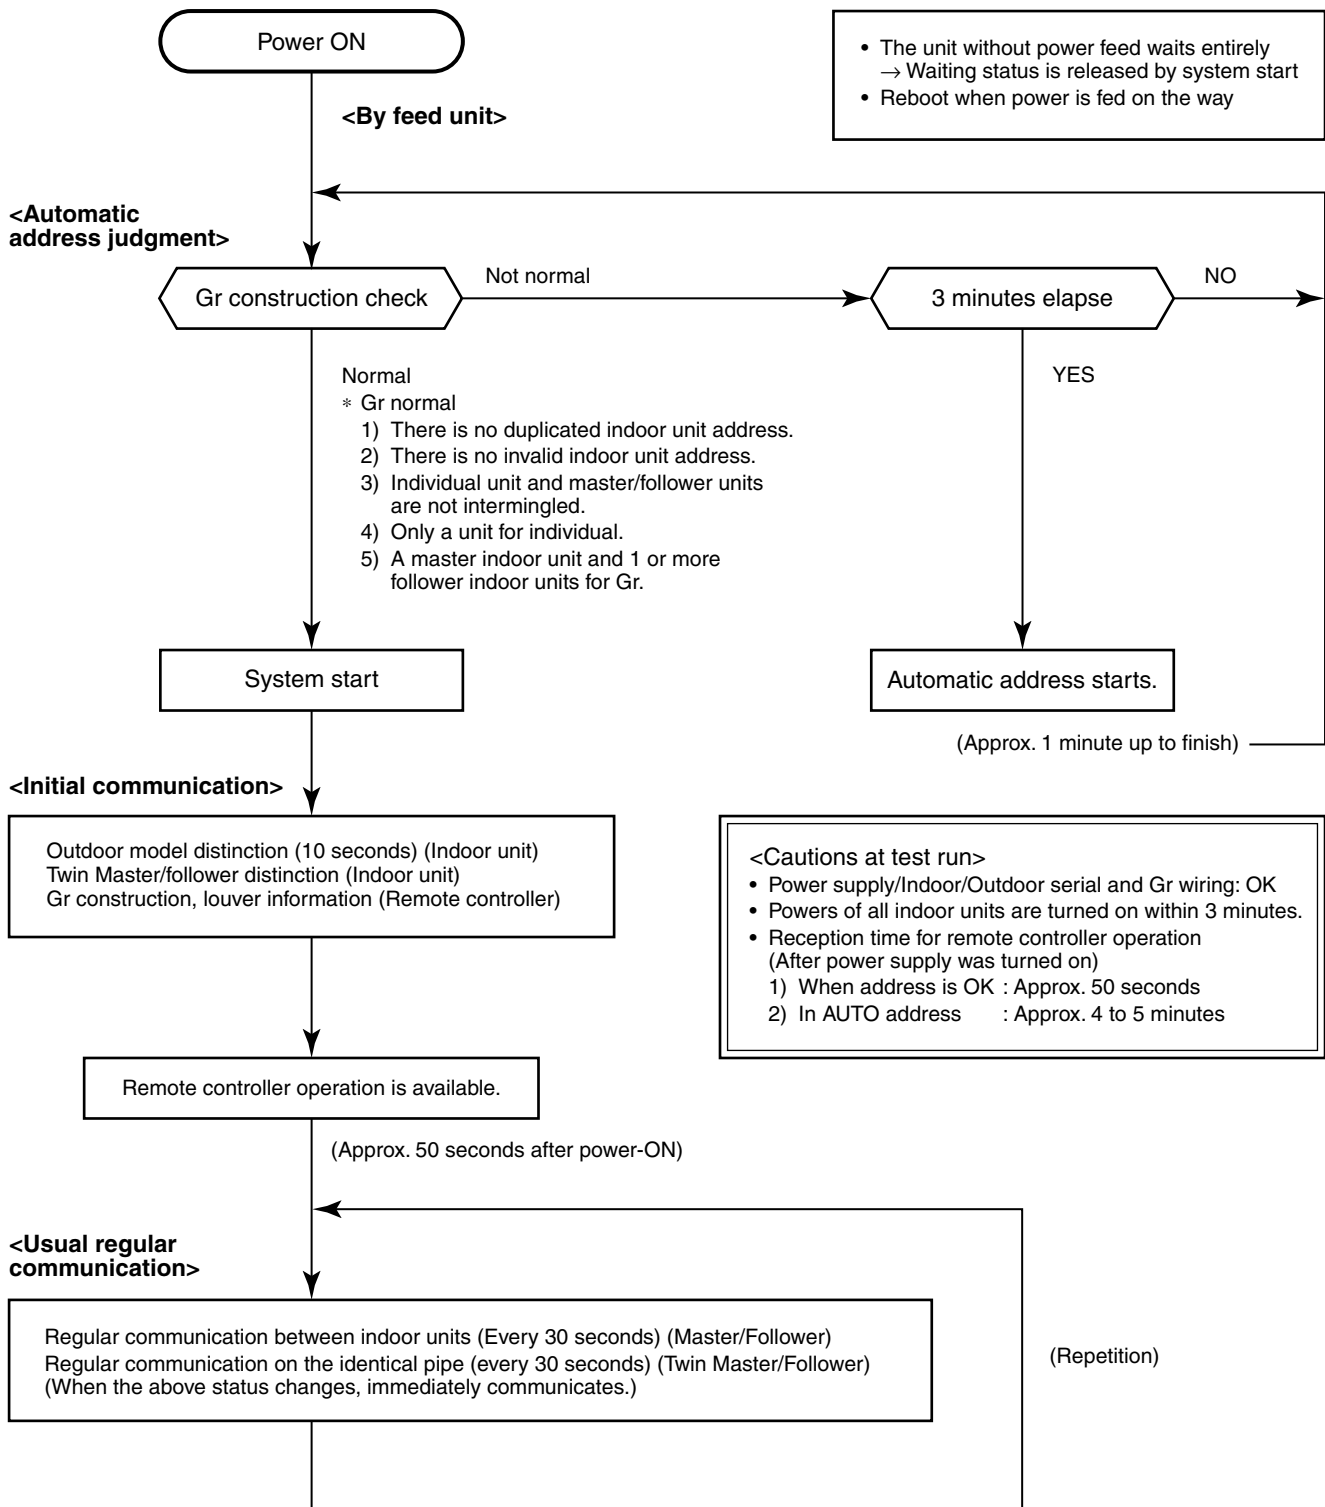 Power ON
• The unit without power feed waits entirely
→ Waiting status is released by system start
• Reboot when power is fed on the way
<By feed unit>
<Automatic
address judgment>
Gr construction check
Not normal
3 minutes elapse
NO
Normal
* Gr normal
1) There is no duplicated indoor unit address.
2) There is no invalid indoor unit address.
3) Individual unit and master/follower units
are not intermingled.
4) Only a unit for individual.
5) A master indoor unit and 1 or more
follower indoor units for Gr.
YES
System start
Automatic address starts.
(Approx. 1 minute up to finish)
<Initial communication>
Outdoor model distinction (10 seconds) (Indoor unit)
Twin Master/follower distinction (Indoor unit)
Gr construction, louver information (Remote controller)
<Cautions at test run>
• Power supply/Indoor/Outdoor serial and Gr wiring: OK
• Powers of all indoor units are turned on within 3 minutes.
• Reception time for remote controller operation
(After power supply was turned on)
1) When address is OK : Approx. 50 seconds
2) In AUTO address : Approx. 4 to 5 minutes
Remote controller operation is available.
(Approx. 50 seconds after power-ON)
<Usual regular
communication>
Regular communication between indoor units (Every 30 seconds) (Master/Follower)
Regular communication on the identical pipe (every 30 seconds) (Twin Master/Follower)
(When the above status changes, immediately communicates.)
(Repetition)